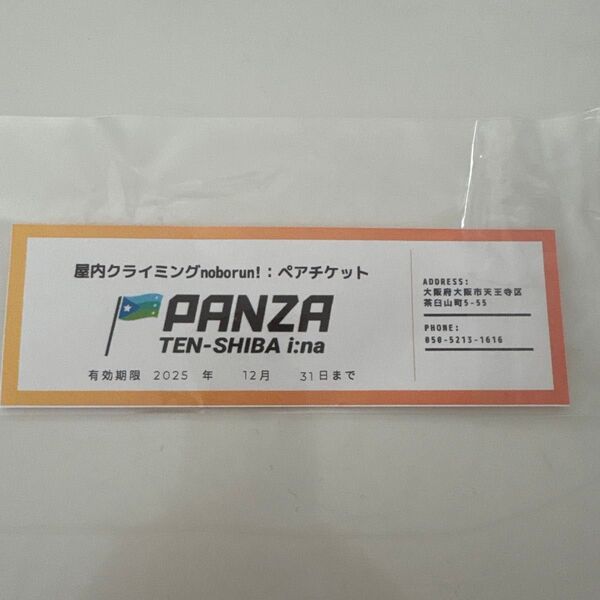 屋内クライミングnoborun!：ペアチケット
PANZA
TEN-SHIBA i:na
有効期限 2025 年 12月 31日まで
ADDRESS:
大阪府大阪市天王寺区
茶臼山町5-55
PHONE:
050-5213-1616